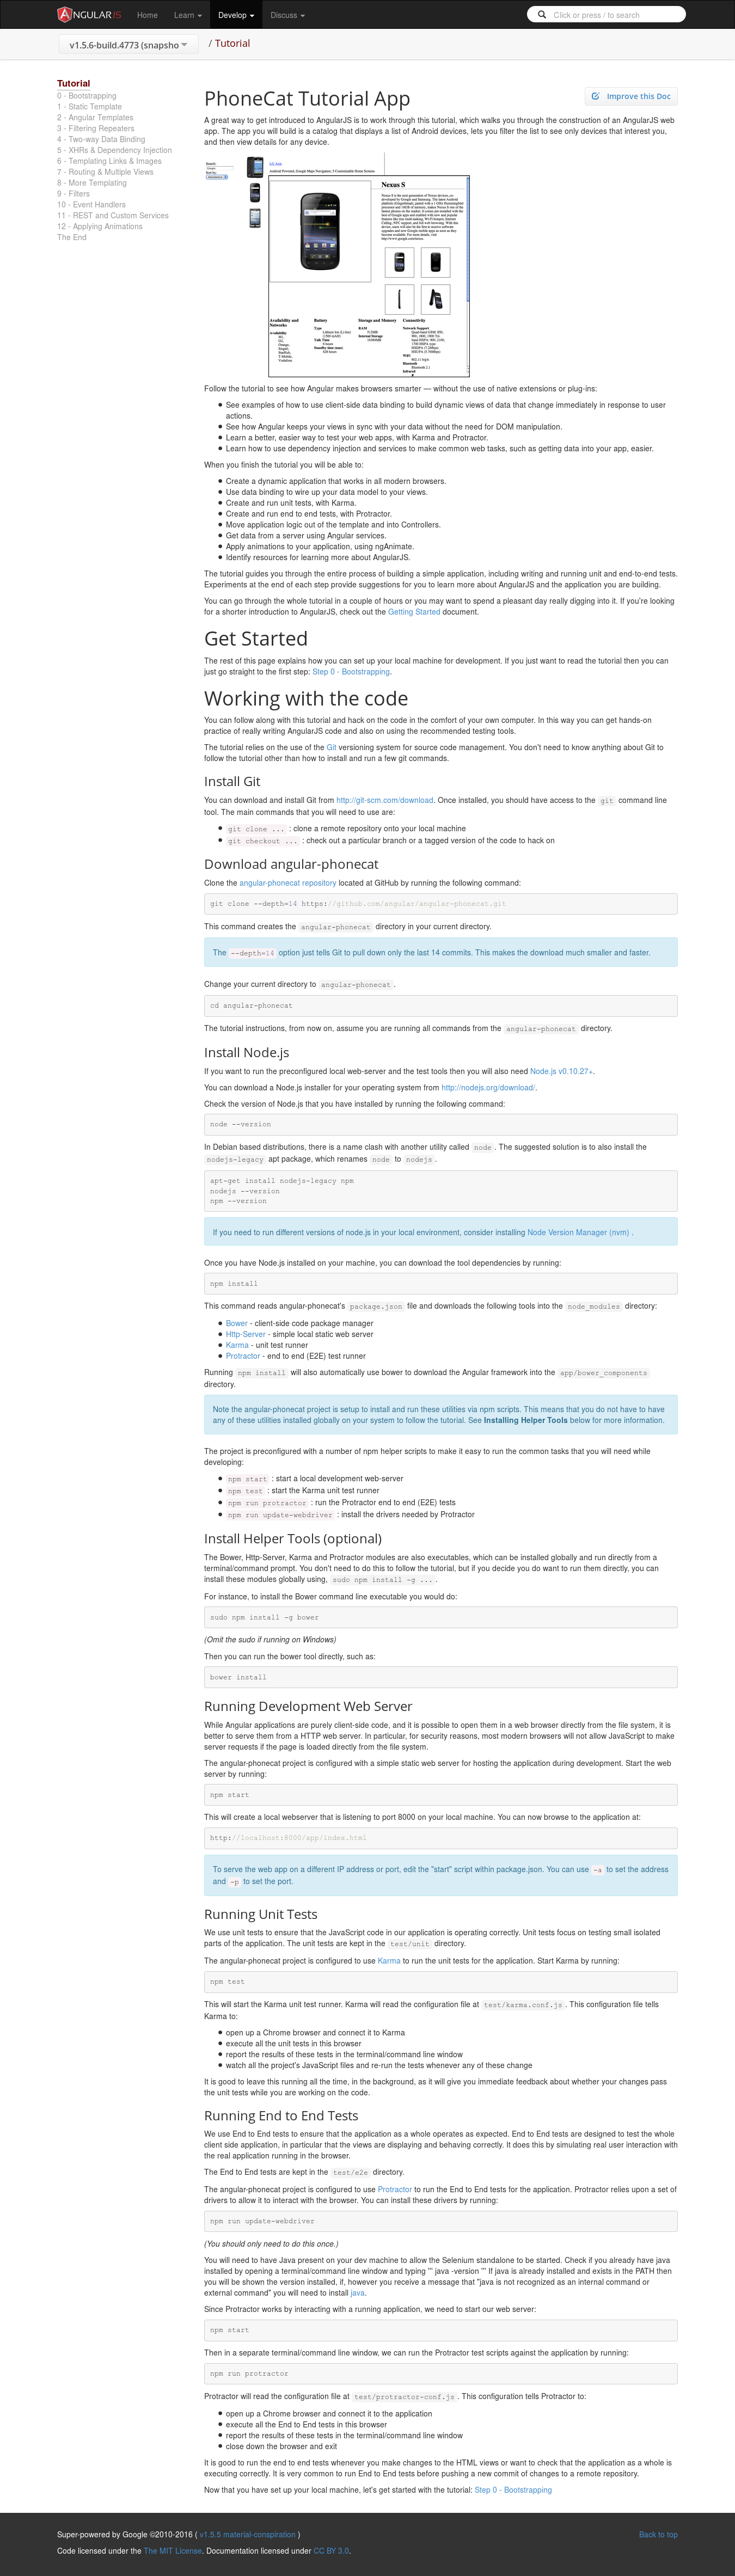 ANGULARJS
Home
Learn
Develop
Discuss
Click or press / to search
v1.5.6-build.4773 (snapsho
/ Tutorial
Tutorial
0 - Bootstrapping
1 - Static Template
2 - Angular Templates
3 - Filtering Repeaters
4 - Two-way Data Binding
5 - XHRs & Dependency Injection
6 - Templating Links & Images
7 - Routing & Multiple Views
8 - More Templating
9 - Filters
10 - Event Handlers
11 - REST and Custom Services
12 - Applying Animations
The End
Improve this Doc
PhoneCat Tutorial App
A great way to get introduced to AngularJS is to work through this tutorial, which walks you through the construction of an AngularJS web
app. The app you will build is a catalog that displays a list of Android devices, lets you filter the list to see only devices that interest you,
and then view details for any device.
Nexus S
Availability and Networks
Battery
Storage and Memory
Connectivity
Follow the tutorial to see how Angular makes browsers smarter — without the use of native extensions or plug-ins:
See examples of how to use client-side data binding to build dynamic views of data that change immediately in response to user
actions.
See how Angular keeps your views in sync with your data without the need for DOM manipulation.
Learn a better, easier way to test your web apps, with Karma and Protractor.
Learn how to use dependency injection and services to make common web tasks, such as getting data into your app, easier.
When you finish the tutorial you will be able to:
Create a dynamic application that works in all modern browsers.
Use data binding to wire up your data model to your views.
Create and run unit tests, with Karma.
Create and run end to end tests, with Protractor.
Move application logic out of the template and into Controllers.
Get data from a server using Angular services.
Apply animations to your application, using ngAnimate.
Identify resources for learning more about AngularJS.
The tutorial guides you through the entire process of building a simple application, including writing and running unit and end-to-end tests.
Experiments at the end of each step provide suggestions for you to learn more about AngularJS and the application you are building.
You can go through the whole tutorial in a couple of hours or you may want to spend a pleasant day really digging into it. If you're looking
for a shorter introduction to AngularJS, check out the Getting Started document.
Get Started
The rest of this page explains how you can set up your local machine for development. If you just want to read the tutorial then you can
just go straight to the first step: Step 0 - Bootstrapping.
Working with the code
You can follow along with this tutorial and hack on the code in the comfort of your own computer. In this way you can get hands-on
practice of really writing AngularJS code and also on using the recommended testing tools.
The tutorial relies on the use of the Git versioning system for source code management. You don't need to know anything about Git to
follow the tutorial other than how to install and run a few git commands.
Install Git
You can download and install Git from http://git-scm.com/download. Once installed, you should have access to the git command line
tool. The main commands that you will need to use are:
git clone ... : clone a remote repository onto your local machine
git checkout ... : check out a particular branch or a tagged version of the code to hack on
Download angular-phonecat
Clone the angular-phonecat repository located at GitHub by running the following command:
git clone --depth=14 https://github.com/angular/angular-phonecat.git
This command creates the angular-phonecat directory in your current directory.
The --depth=14 option just tells Git to pull down only the last 14 commits. This makes the download much smaller and faster.
Change your current directory to angular-phonecat.
cd angular-phonecat
The tutorial instructions, from now on, assume you are running all commands from the angular-phonecat directory.
Install Node.js
If you want to run the preconfigured local web-server and the test tools then you will also need Node.js v0.10.27+.
You can download a Node.js installer for your operating system from http://nodejs.org/download/.
Check the version of Node.js that you have installed by running the following command:
node --version
In Debian based distributions, there is a name clash with another utility called node. The suggested solution is to also install the
nodejs-legacy apt package, which renames node to nodejs.
apt-get install nodejs-legacy npm
nodejs --version
npm --version
If you need to run different versions of node.js in your local environment, consider installing Node Version Manager (nvm) .
Once you have Node.js installed on your machine, you can download the tool dependencies by running:
npm install
This command reads angular-phonecat's package.json file and downloads the following tools into the node_modules directory:
Bower - client-side code package manager
Http-Server - simple local static web server
Karma - unit test runner
Protractor - end to end (E2E) test runner
Running npm install will also automatically use bower to download the Angular framework into the app/bower_components
directory.
Note the angular-phonecat project is setup to install and run these utilities via npm scripts. This means that you do not have to have
any of these utilities installed globally on your system to follow the tutorial. See Installing Helper Tools below for more information.
The project is preconfigured with a number of npm helper scripts to make it easy to run the common tasks that you will need while
developing:
npm start : start a local development web-server
npm test : start the Karma unit test runner
npm run protractor : run the Protractor end to end (E2E) tests
npm run update-webdriver : install the drivers needed by Protractor
Install Helper Tools (optional)
The Bower, Http-Server, Karma and Protractor modules are also executables, which can be installed globally and run directly from a
terminal/command prompt. You don't need to do this to follow the tutorial, but if you decide you do want to run them directly, you can
install these modules globally using, sudo npm install -g ....
For instance, to install the Bower command line executable you would do:
sudo npm install -g bower
(Omit the sudo if running on Windows)
Then you can run the bower tool directly, such as:
bower install
Running Development Web Server
While Angular applications are purely client-side code, and it is possible to open them in a web browser directly from the file system, it is
better to serve them from a HTTP web server. In particular, for security reasons, most modern browsers will not allow JavaScript to make
server requests if the page is loaded directly from the file system.
The angular-phonecat project is configured with a simple static web server for hosting the application during development. Start the web
server by running:
npm start
This will create a local webserver that is listening to port 8000 on your local machine. You can now browse to the application at:
http://localhost:8000/app/index.html
To serve the web app on a different IP address or port, edit the "start" script within package.json. You can use -a to set the address
and -p to set the port.
Running Unit Tests
We use unit tests to ensure that the JavaScript code in our application is operating correctly. Unit tests focus on testing small isolated
parts of the application. The unit tests are kept in the test/unit directory.
The angular-phonecat project is configured to use Karma to run the unit tests for the application. Start Karma by running:
npm test
This will start the Karma unit test runner. Karma will read the configuration file at test/karma.conf.js. This configuration file tells
Karma to:
open up a Chrome browser and connect it to Karma
execute all the unit tests in this browser
report the results of these tests in the terminal/command line window
watch all the project's JavaScript files and re-run the tests whenever any of these change
It is good to leave this running all the time, in the background, as it will give you immediate feedback about whether your changes pass
the unit tests while you are working on the code.
Running End to End Tests
We use End to End tests to ensure that the application as a whole operates as expected. End to End tests are designed to test the whole
client side application, in particular that the views are displaying and behaving correctly. It does this by simulating real user interaction with
the real application running in the browser.
The End to End tests are kept in the test/e2e directory.
The angular-phonecat project is configured to use Protractor to run the End to End tests for the application. Protractor relies upon a set of
drivers to allow it to interact with the browser. You can install these drivers by running:
npm run update-webdriver
(You should only need to do this once.)
You will need to have Java present on your dev machine to allow the Selenium standalone to be started. Check if you already have java
installed by opening a terminal/command line window and typing ''' java -version ''' If java is already installed and exists in the PATH then
you will be shown the version installed, if, however you receive a message that "java is not recognized as an internal command or
external command" you will need to install java.
Since Protractor works by interacting with a running application, we need to start our web server:
npm start
Then in a separate terminal/command line window, we can run the Protractor test scripts against the application by running:
npm run protractor
Protractor will read the configuration file at test/protractor-conf.js. This configuration tells Protractor to:
open up a Chrome browser and connect it to the application
execute all the End to End tests in this browser
report the results of these tests in the terminal/command line window
close down the browser and exit
It is good to run the end to end tests whenever you make changes to the HTML views or want to check that the application as a whole is
executing correctly. It is very common to run End to End tests before pushing a new commit of changes to a remote repository.
Now that you have set up your local machine, let's get started with the tutorial: Step 0 - Bootstrapping
Super-powered by Google ©2010-2016 ( v1.5.5 material-conspiration )
Back to top
Code licensed under the The MIT License. Documentation licensed under CC BY 3.0.